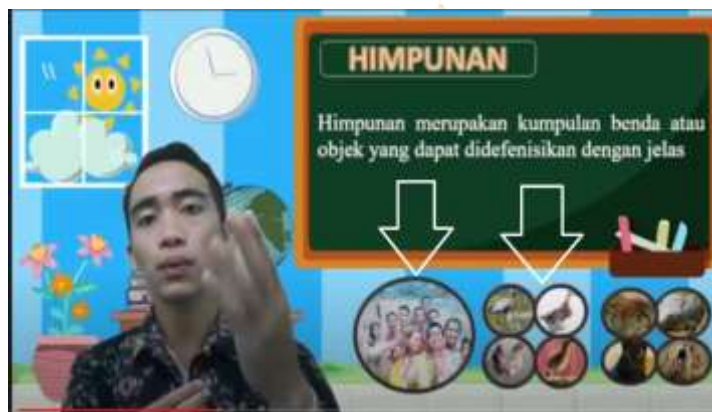 HIMPUNAN
Himpunan merupakan kumpulan benda atau
objek yang dapat didefenisikan dengan jelas